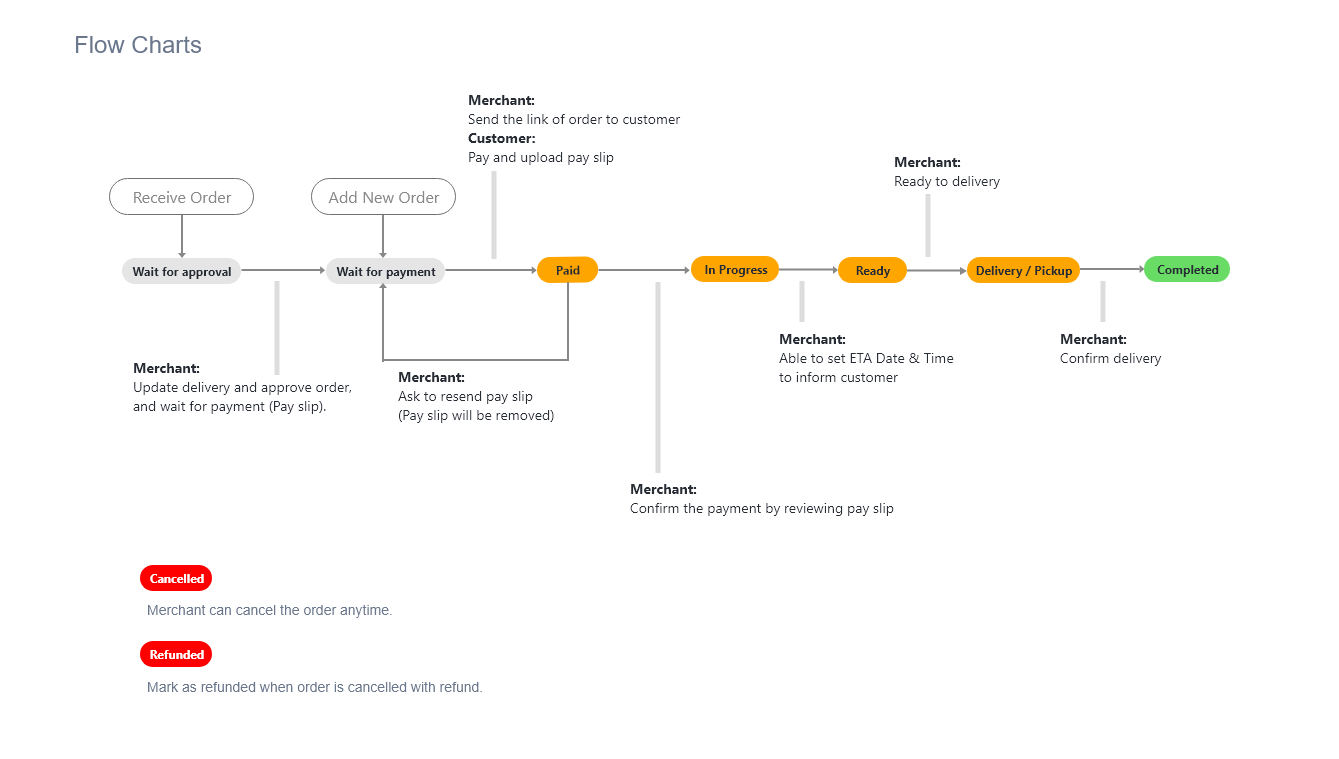 Flow Charts
Merchant:
Send the link of order to customer
Customer:
Pay and upload pay slip
Merchant:
Ready to delivery
Receive Order
Add New Order
Wait for approval
Wait for payment
Paid
In Progress
Ready
Delivery / Pickup
Completed
Merchant:
Update delivery and approve order,
and wait for payment (Pay slip).
Merchant:
Ask to resend pay slip
(Pay slip will be removed)
Merchant:
Able to set ETA Date & Time
to inform customer
Merchant:
Confirm delivery
Merchant:
Confirm the payment by reviewing pay slip
Cancelled
Merchant can cancel the order anytime.
Refunded
Mark as refunded when order is cancelled with refund.